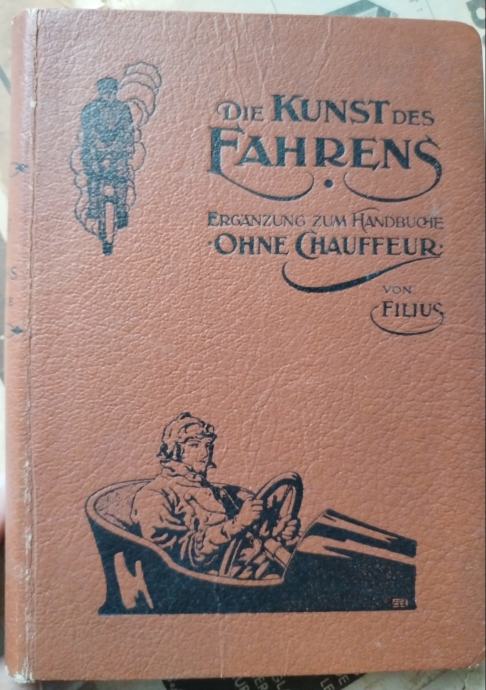 DIE KUNST DES
FAHRENS
ERGÄNZUNG ZUM HANDBUCHE
·OHNE CHAUFFEUR·
VON
FILIUS